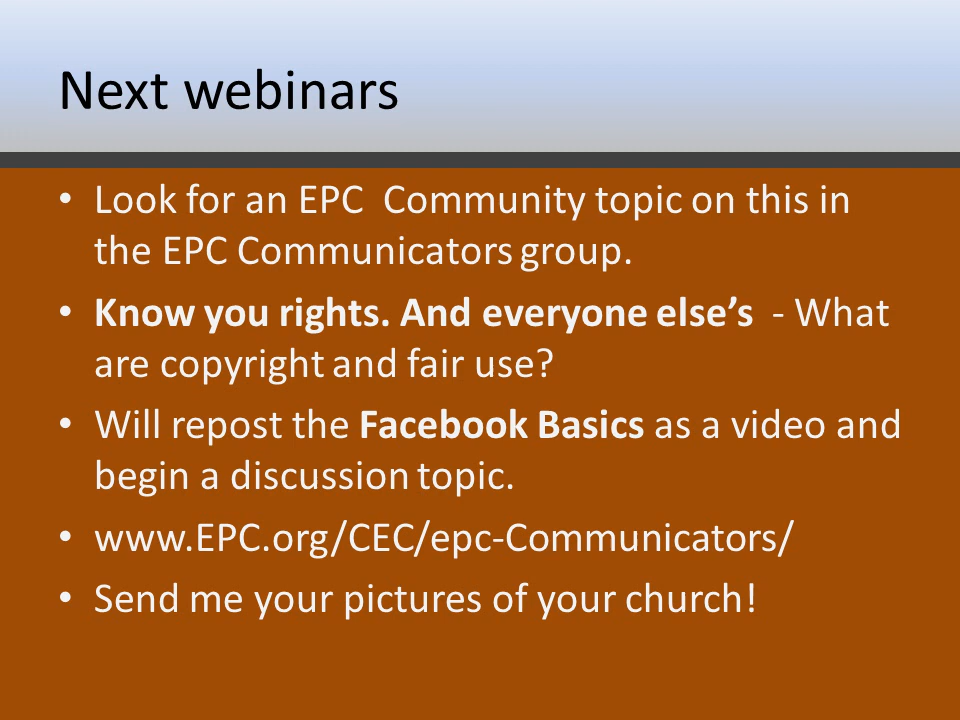 Next webinars
• Look for an EPC  Community topic on this in
the EPC Communicators group.
• Know you rights. And everyone else’s  - What
are copyright and fair use?
• Will repost the Facebook Basics as a video and
begin a discussion topic.
• www.EPC.org/CEC/epc-Communicators/
• Send me your pictures of your church!